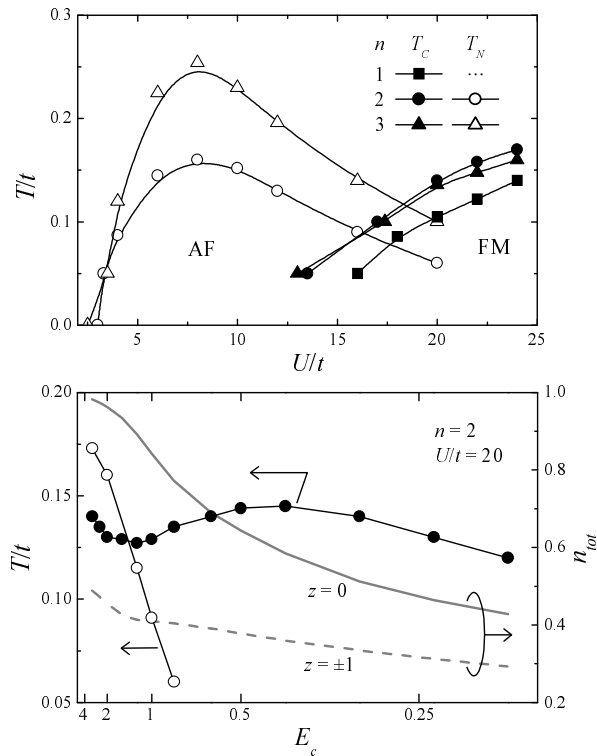 0.3
n T_C T_N
1 ...
2
3
0.2
T/t
0.1
AF FM
0.0
5 10 15 20 25
U/t
0.20 1.0
n = 2
U/t = 20
0.8
0.15
T/t 0.6 n_tot
z = 0
0.10
0.4
z = ±1
0.05 0.2
4 2 1 0.5 0.25
E_c